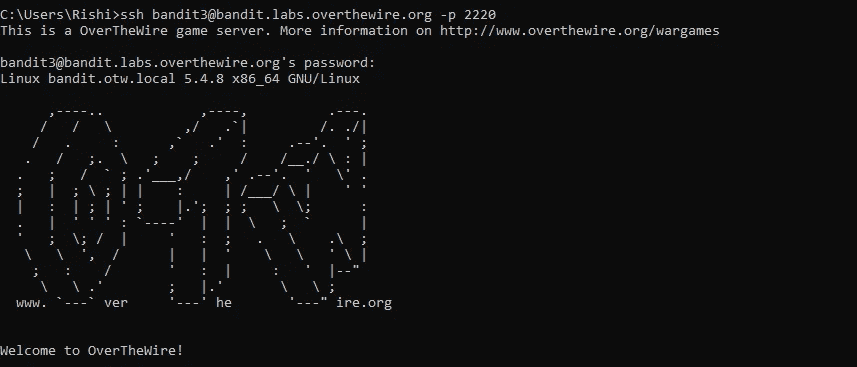 C:\Users\Rishi>ssh bandit3@bandit.labs.overthewire.org -p 2220
This is a OverTheWire game server. More information on http://www.overthewire.org/wargames
bandit3@bandit.labs.overthewire.org's password:
Linux bandit.otw.local 5.4.8 x86_64 GNU/Linux
www. `---` ver '---' he '---" ire.org
Welcome to OverTheWire!